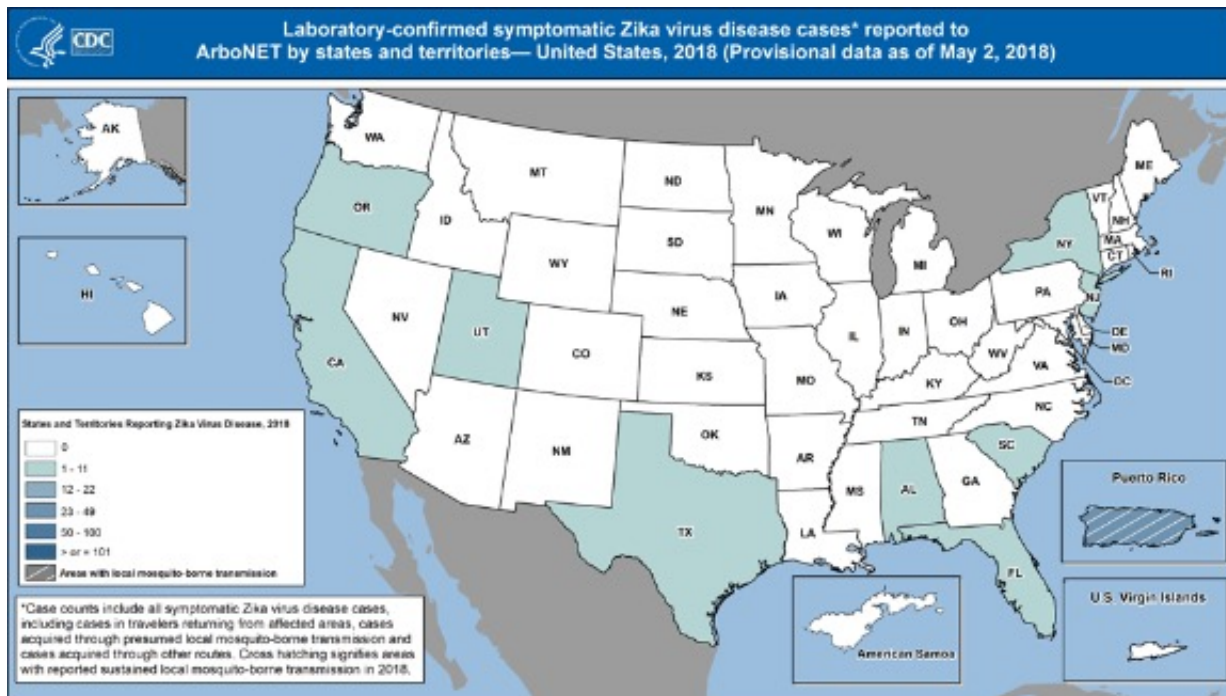 CDC
Laboratory-confirmed symptomatic Zika virus disease cases* reported to
ArboNET by states and territories— United States, 2018 (Provisional data as of May 2, 2018)
AK
WA
MT
ND
MN
ME
VT
NH
OR
ID
SD
WI
NY
MA
CT
RI
MI
HI
WY
IA
PA
NJ
NE
NV
UT
IL
IN
OH
DE
MD
CO
WV
DC
CA
VA
KS
MO
KY
NC
TN
AZ
NM
OK
AR
SC
MS
AL
GA
TX
LA
FL
States and Territories Reporting Zika Virus Disease, 2018
0
1 - 11
12 - 22
23 - 49
50 - 100
> or = 101
Areas with local mosquito-borne transmission
*Case counts include all symptomatic Zika virus disease cases,
including cases in travelers returning from affected areas, cases
acquired through presumed local mosquito-borne transmission and
cases acquired through other routes. Cross hatching signifies areas
with reported sustained local mosquito-borne transmission in 2018.
Puerto Rico
U.S. Virgin Islands
American Samoa